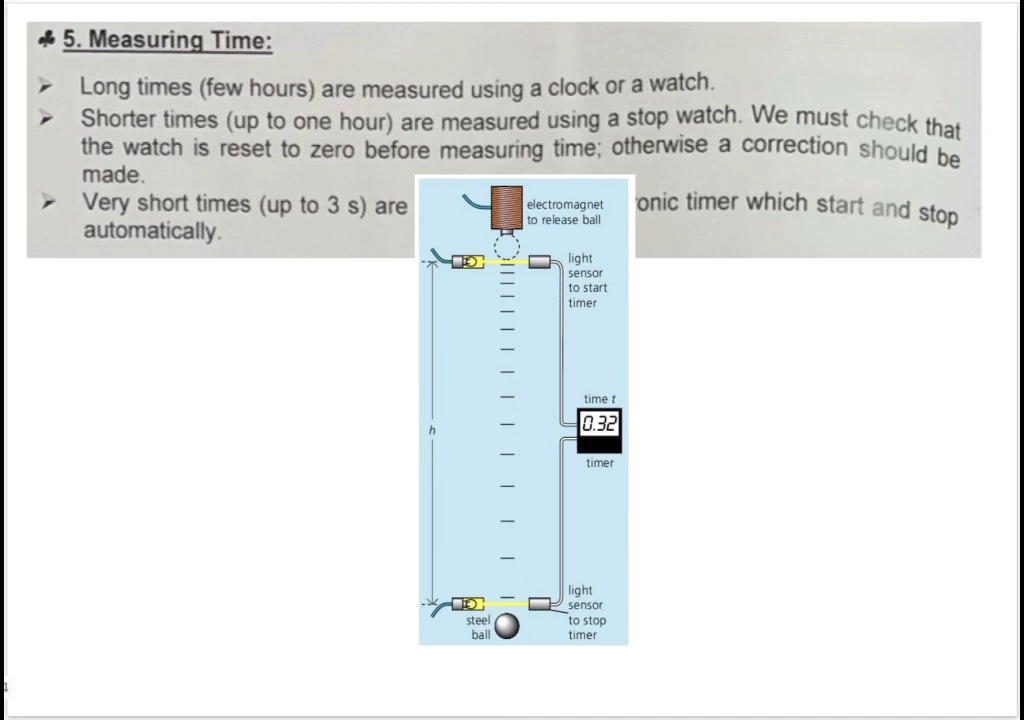 ♣ 5. Measuring Time:
➢ Long times (few hours) are measured using a clock or a watch.
➢ Shorter times (up to one hour) are measured using a stop watch. We must check that
the watch is reset to zero before measuring time; otherwise a correction should be
made.
➢ Very short times (up to 3 s) are onic timer which start and stop
automatically.
electromagnet
to release ball
light
sensor
to start
timer
time t
0.32
timer
h
light
sensor
to stop
timer
steel
ball